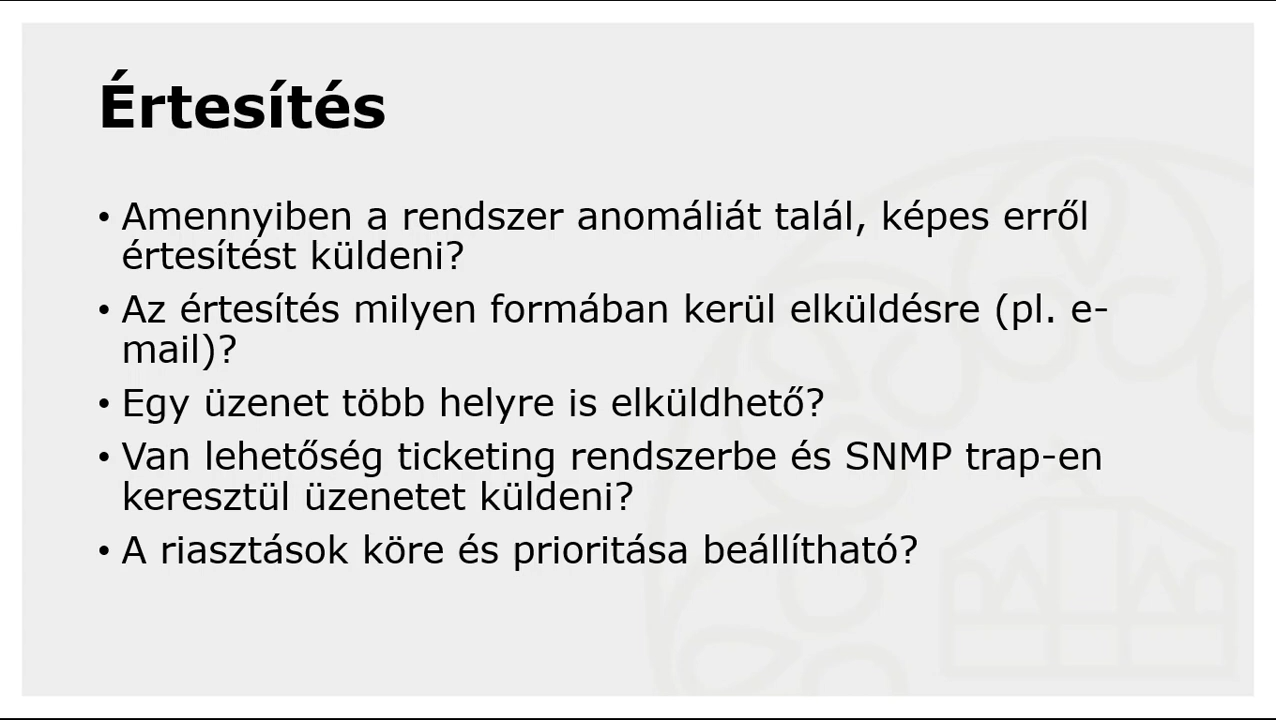 Értesítés
• Amennyiben a rendszer anomáliát talál, képes erről
értesítést küldeni?
• Az értesítés milyen formában kerül elküldésre (pl. e-
mail)?
• Egy üzenet több helyre is elküldhető?
• Van lehetőség ticketing rendszerbe és SNMP trap-en
keresztül üzenetet küldeni?
• A riasztások köre és prioritása beállítható?